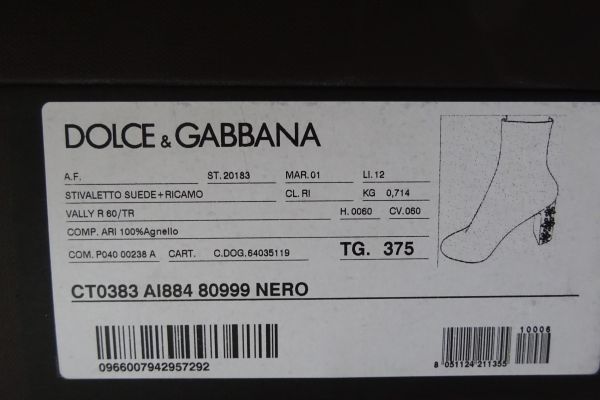 DOLCE & GABBANA
A.F. ST. 20183 MAR. 01 LI. 12
STIVALETTO SUEDE+RICAMO CL. RI KG 0,714
VALLY R 60/TR H. 0060 CV. 060
COMP. ARI 100%Agnello
COM. P040 00238 A CART. C.DOG. 64035119 TG. 375
CT0383 AI884 80999 NERO
10006
0966007942957292
8 051124 211355